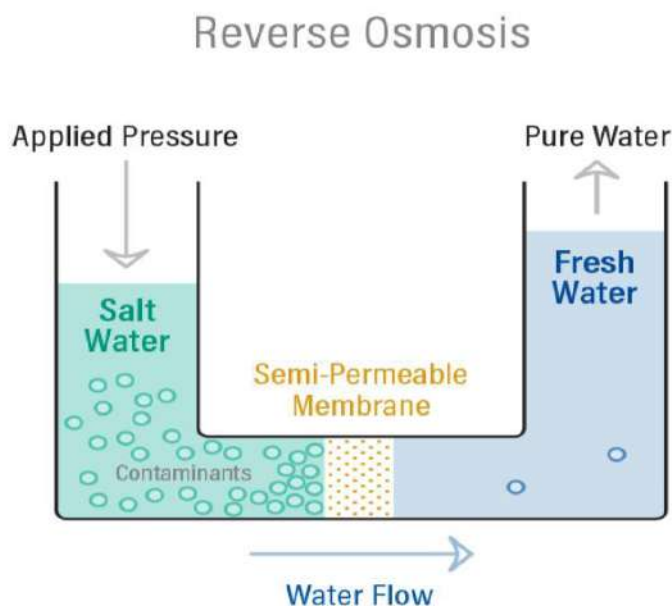 Reverse Osmosis
Applied Pressure
Pure Water
Salt
Water
Fresh
Water
Semi-Permeable
Membrane
Contaminants
Water Flow